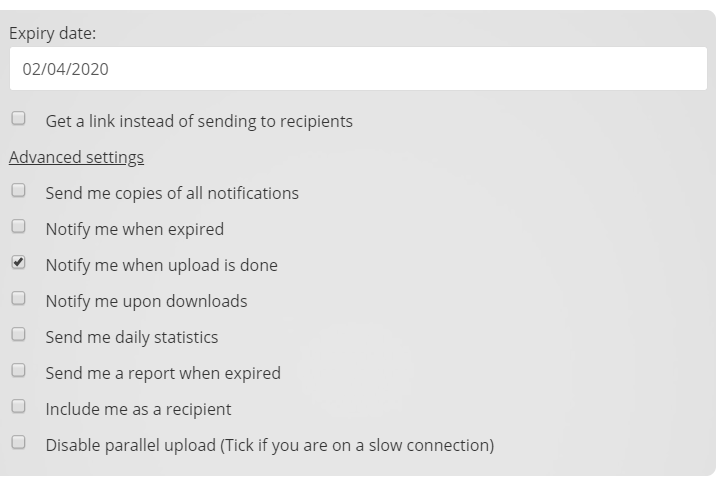 Expiry date:
02/04/2020
Get a link instead of sending to recipients
Advanced settings
Send me copies of all notifications
Notify me when expired
Notify me when upload is done
Notify me upon downloads
Send me daily statistics
Send me a report when expired
Include me as a recipient
Disable parallel upload (Tick if you are on a slow connection)